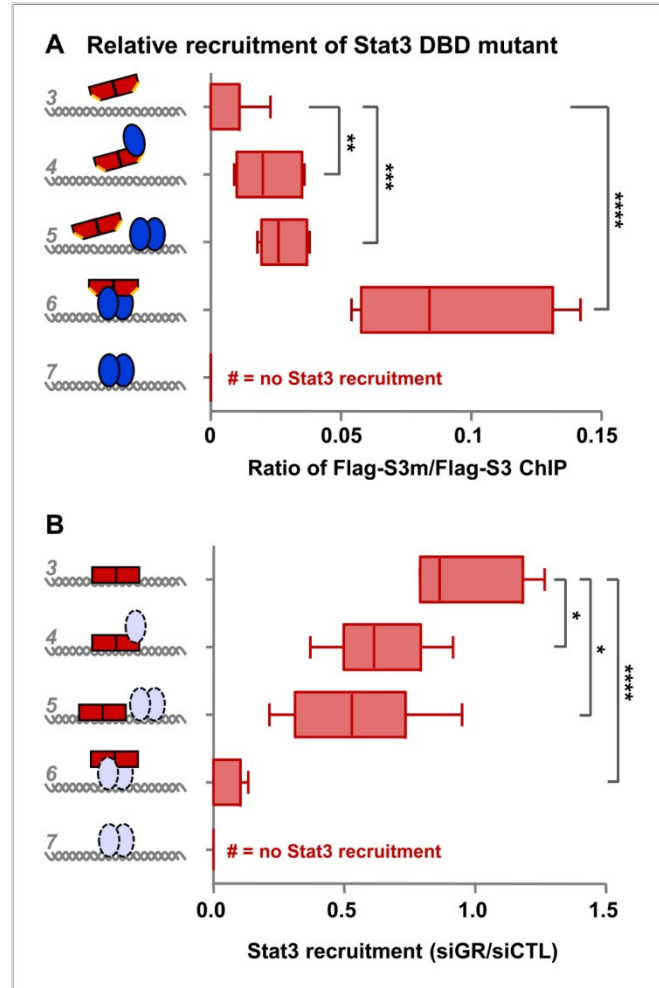 A Relative recruitment of Stat3 DBD mutant
3
4
5
6
7
**
***
****
# = no Stat3 recruitment
0 0.05 0.1 0.15
Ratio of Flag-S3m/Flag-S3 ChIP
B
3
4
5
6
7
*
*
****
# = no Stat3 recruitment
0.0 0.5 1.0 1.5
Stat3 recruitment (siGR/siCTL)